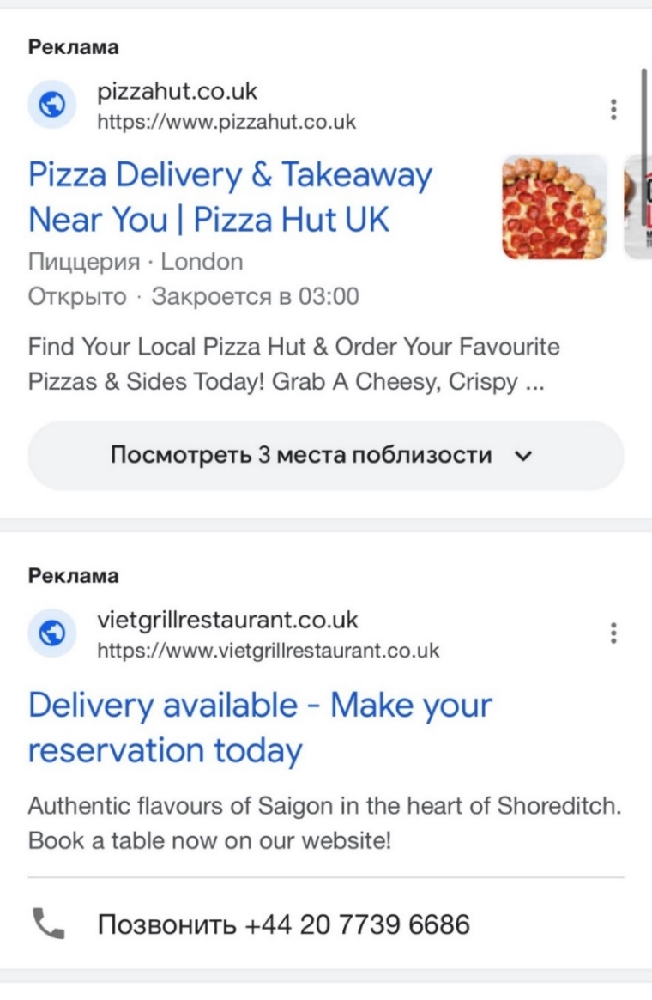 Реклама
pizzahut.co.uk
https://www.pizzahut.co.uk
Pizza Delivery & Takeaway
Near You | Pizza Hut UK
Пиццерия · London
Открыто · Закроется в 03:00
Find Your Local Pizza Hut & Order Your Favourite
Pizzas & Sides Today! Grab A Cheesy, Crispy ...
Посмотреть 3 места поблизости
Реклама
vietgrillrestaurant.co.uk
https://www.vietgrillrestaurant.co.uk
Delivery available - Make your
reservation today
Authentic flavours of Saigon in the heart of Shoreditch.
Book a table now on our website!
Позвонить +44 20 7739 6686